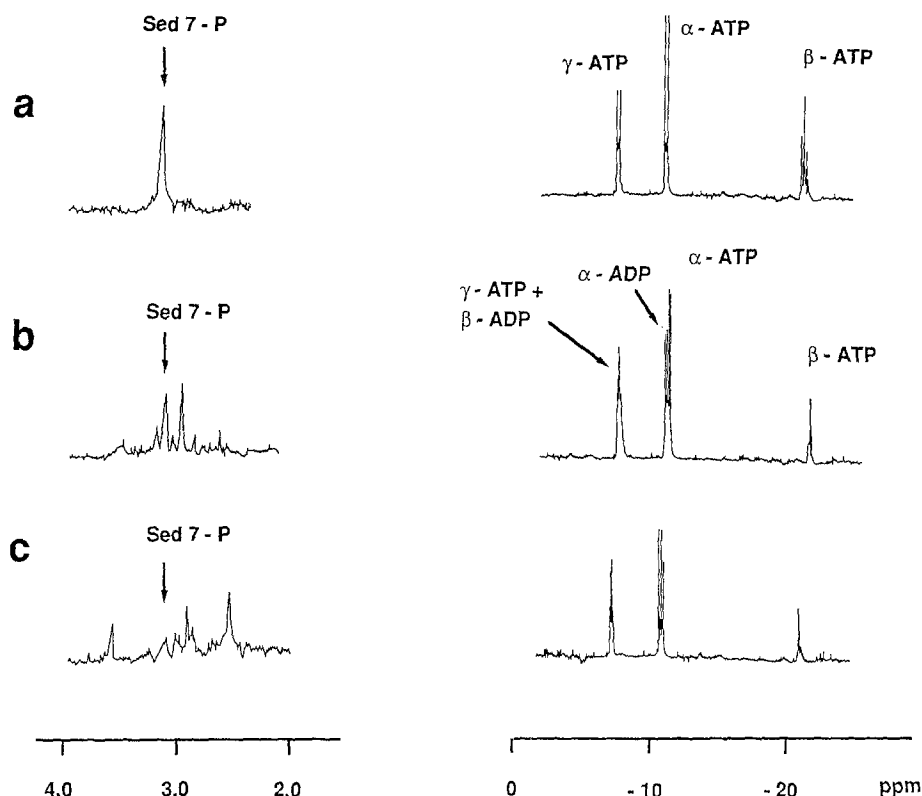 Sed 7 - P
α - ATP
γ - ATP
β - ATP
a
α - ATP
α - ADP
γ - ATP +
β - ADP
Sed 7 - P
b
β - ATP
Sed 7 - P
c
4.0 3.0 2.0
0 - 10 - 20 ppm